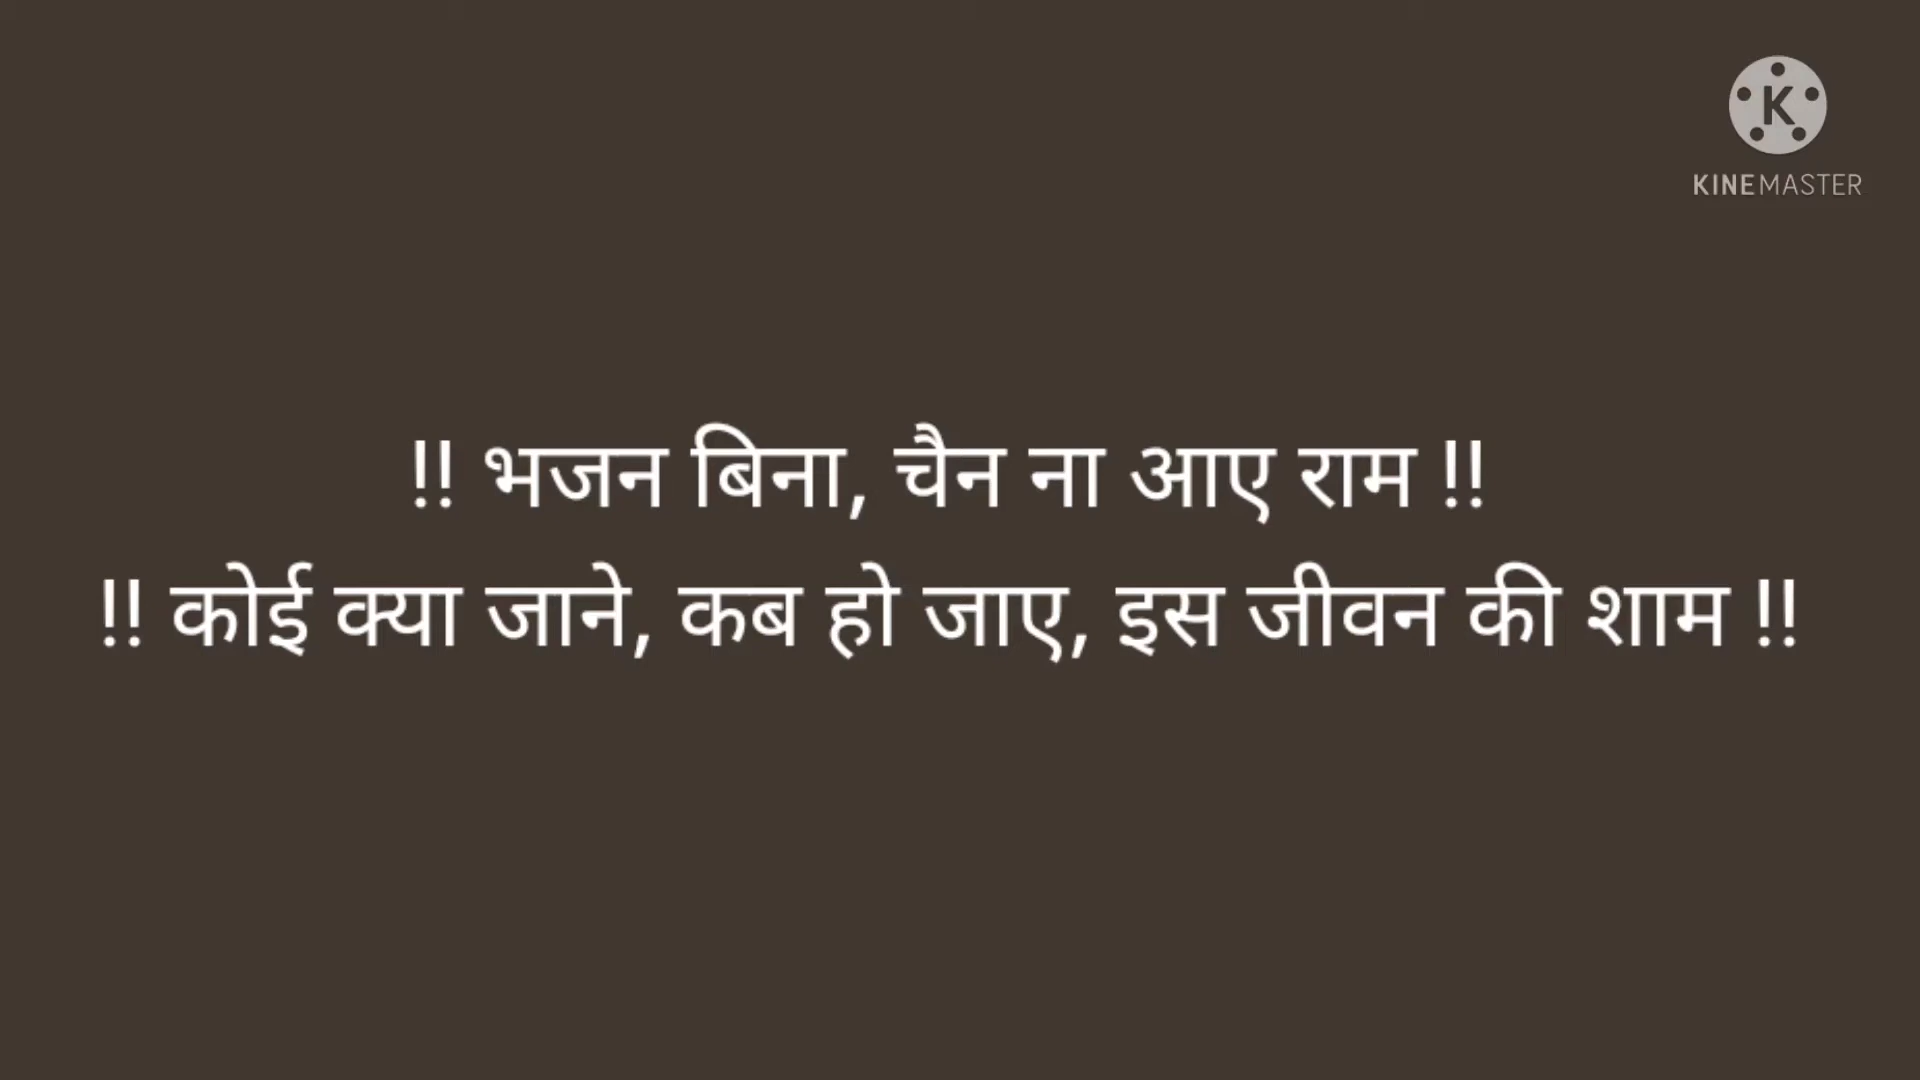 KINEMASTER
!! भजन बिना, चैन ना आए राम !!
!! कोई क्या जाने, कब हो जाए, इस जीवन की शाम !!